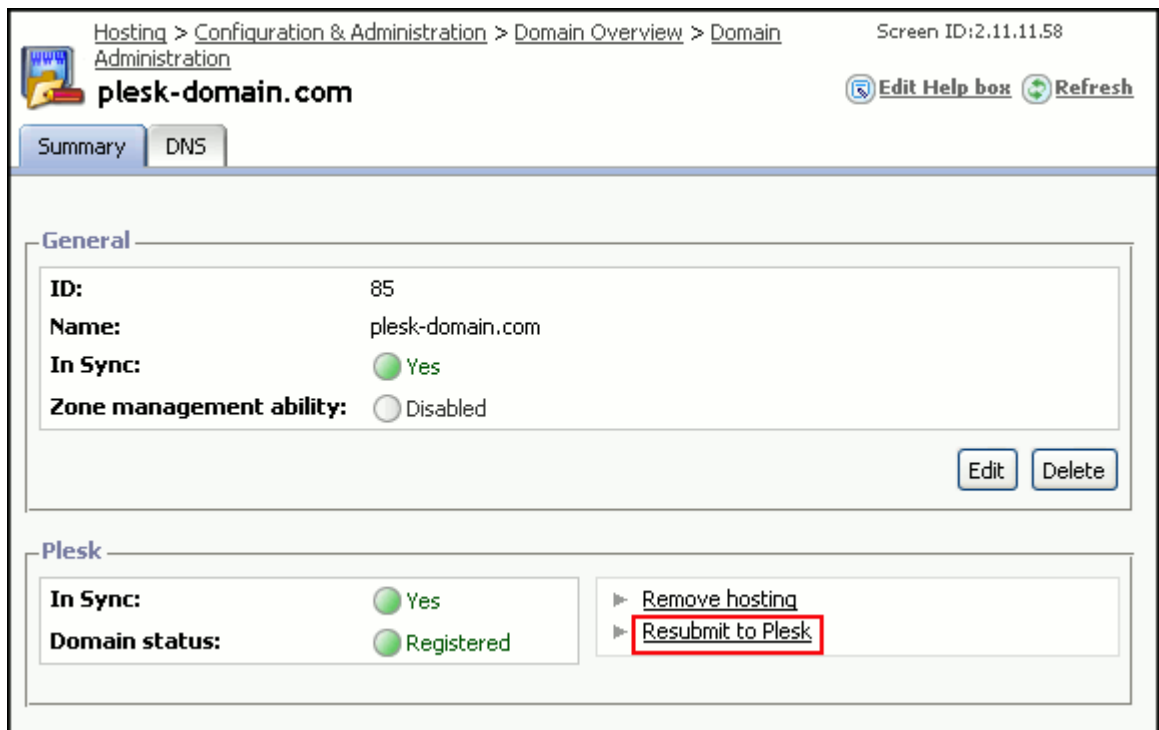 Hosting > Configuration & Administration > Domain Overview > Domain
Administration
Screen ID:2.11.11.58
WWW
plesk-domain.com
Edit Help box Refresh
Summary DNS
General
ID: 85
Name: plesk-domain.com
In Sync: Yes
Zone management ability: Disabled
Edit Delete
Plesk
In Sync: Yes
Remove hosting
Domain status: Registered
Resubmit to Plesk